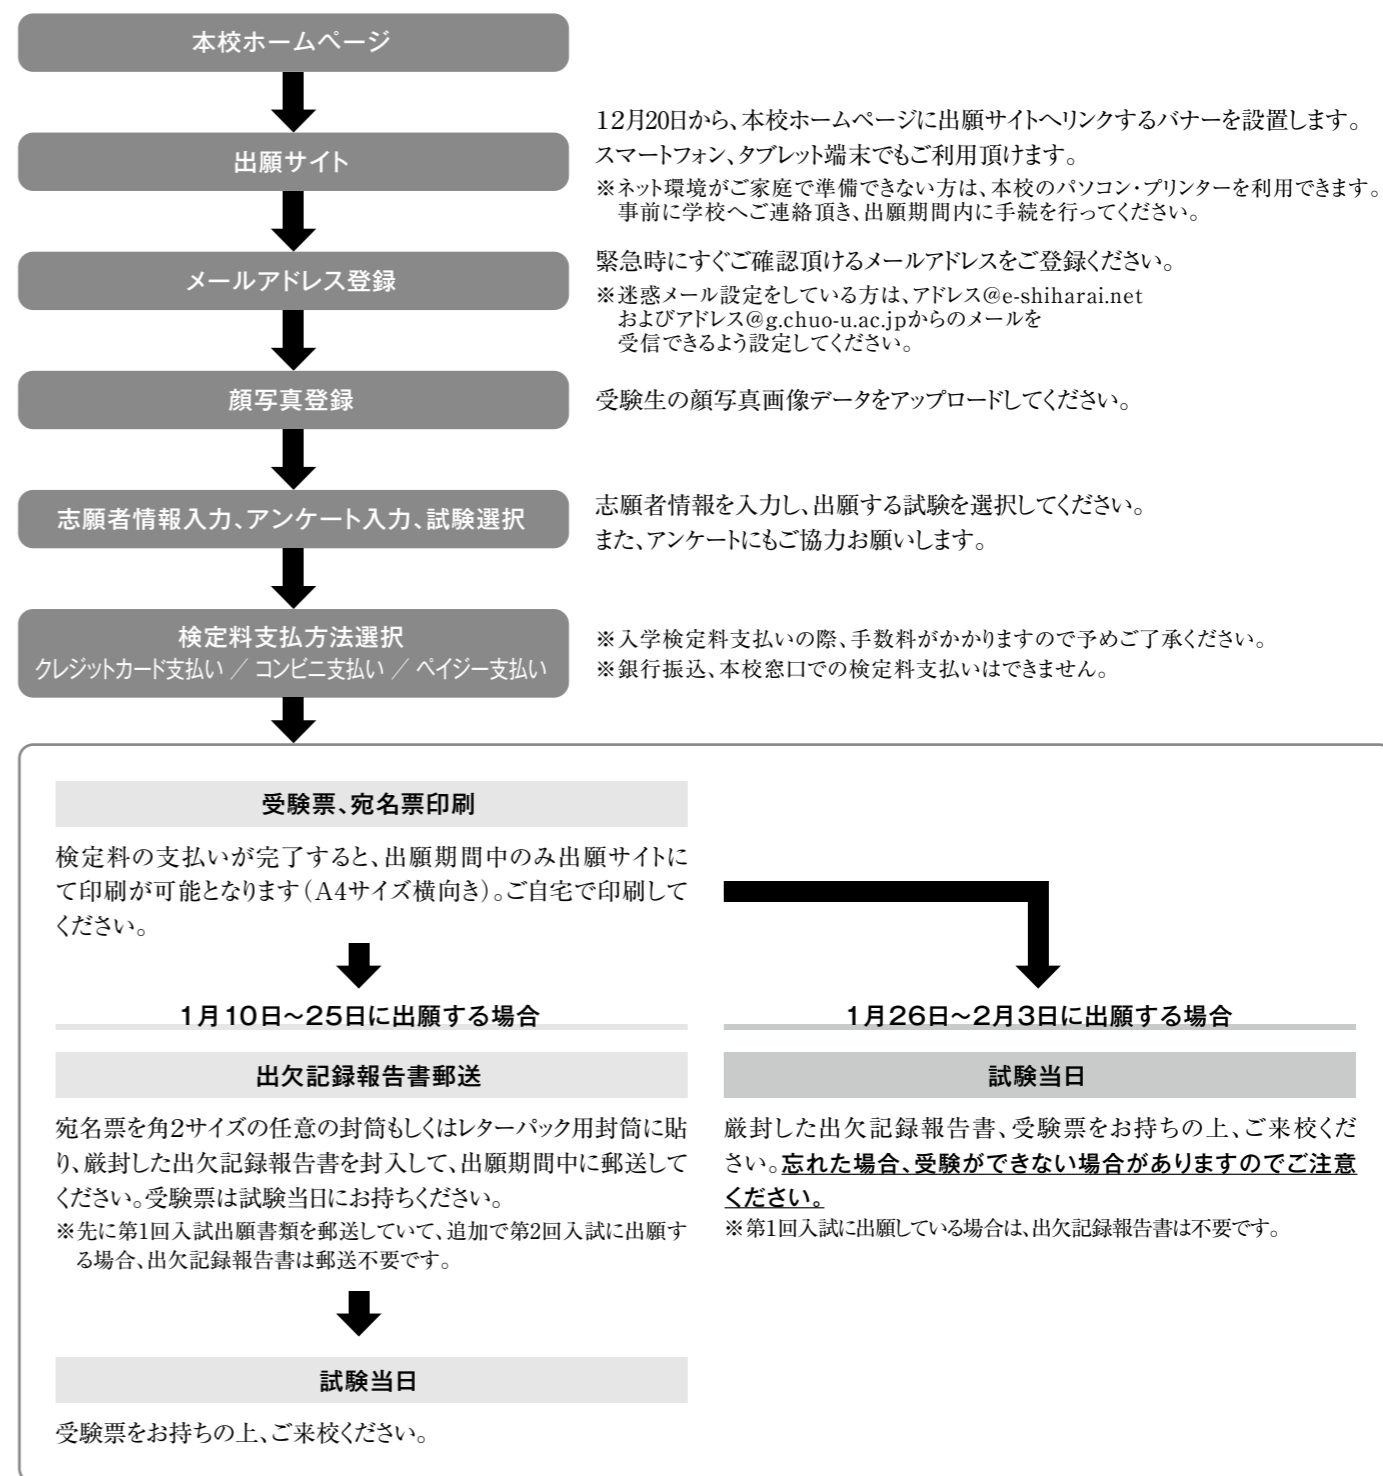 本校ホームページ
出願サイト
12月20日から、本校ホームページに出願サイトへリンクするバナーを設置します。
スマートフォン、タブレット端末でもご利用頂けます。
※ネット環境がご家庭で準備できない方は、本校のパソコン・プリンターを利用できます。
事前に学校へご連絡頂き、出願期間内に手続を行ってください。
メールアドレス登録
緊急時にすぐご確認頂けるメールアドレスをご登録ください。
※迷惑メール設定をしている方は、アドレス@e-shiharai.net
およびアドレス@g.chuo-u.ac.jpからのメールを
受信できるよう設定してください。
顔写真登録
受験生の顔写真画像データをアップロードしてください。
志願者情報入力、アンケート入力、試験選択
志願者情報を入力し、出願する試験を選択してください。
また、アンケートにもご協力お願いします。
検定料支払方法選択
クレジットカード支払い ／ コンビニ支払い ／ ペイジー支払い
※入学検定料支払いの際、手数料がかかりますので予めご了承ください。
※銀行振込、本校窓口での検定料支払いはできません。
受験票、宛名票印刷
検定料の支払いが完了すると、出願期間中のみ出願サイトに
て印刷が可能となります（A4サイズ横向き）。ご自宅で印刷して
ください。
1月10日～25日に出願する場合
出欠記録報告書郵送
宛名票を角2サイズの任意の封筒もしくはレターパック用封筒に貼
り、厳封した出欠記録報告書を封入して、出願期間中に郵送して
ください。受験票は試験当日にお持ちください。
※先に第1回入試出願書類を郵送していて、追加で第2回入試に出願す
る場合、出欠記録報告書は郵送不要です。
試験当日
受験票をお持ちの上、ご来校ください。
1月26日～2月3日に出願する場合
試験当日
厳封した出欠記録報告書、受験票をお持ちの上、ご来校くだ
さい。忘れた場合、受験ができない場合がありますのでご注意
ください。
※第1回入試に出願している場合は、出欠記録報告書は不要です。